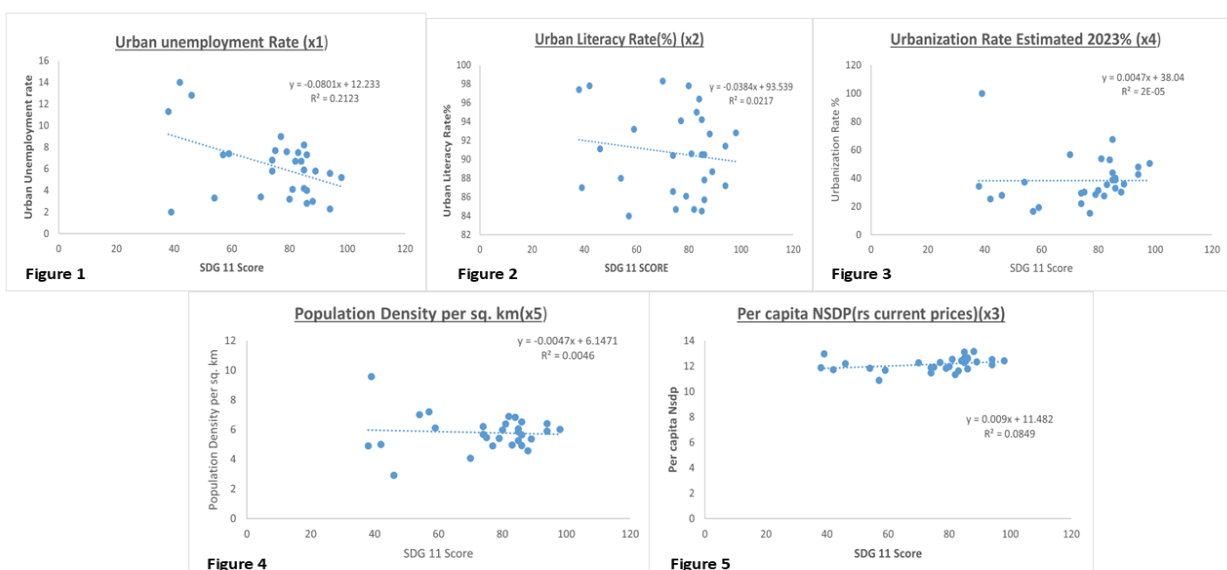 Urban unemployment Rate (x1)
Urban Unemployment rate
16
14
12
10
8
6
4
2
0
y = -0.0801x + 12.233
R² = 0.2123
0 20 40 60 80 100 120
SDG 11 Score
Figure 1
Urban Literacy Rate(%) (x2)
Urban Literacy Rate%
100
98
96
94
92
90
88
86
84
82
y = -0.0384x + 93.539
R² = 0.0217
0 20 40 60 80 100 120
SDG 11 SCORE
Figure 2
Urbanization Rate Estimated 2023% (x4)
Urbanization Rate %
120
100
80
60
40
20
0
y = 0.0047x + 38.04
R² = 2E-05
0 20 40 60 80 100 120
SDG 11 Score
Figure 3
Population Density per sq. km(x5)
Population Density per sq. km
12
10
8
6
4
2
0
y = -0.0047x + 6.1471
R² = 0.0046
0 20 40 60 80 100 120
SDG 11 Score
Figure 4
Per capita NSDP(rs current prices)(x3)
Per capita Nsdp
14
12
10
8
6
4
2
0
y = 0.009x + 11.482
R² = 0.0849
0 20 40 60 80 100 120
SDG 11 Score
Figure 5